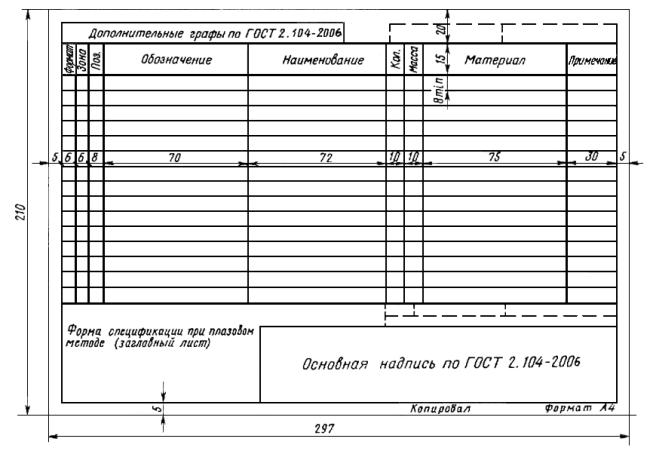 Дополнительные графы по ГОСТ 2.104-2006
20
Формат
Зона
Поз.
Обозначение
Наименование
Кол.
Масса
15
Материал
Примечание
8min
5 6 6 8 70 72 10 10 75 30 5
210
Форма спецификации при плазовом
методе (заглавный лист)
Основная надпись по ГОСТ 2.104-2006
5
Копировал Формат А4
297